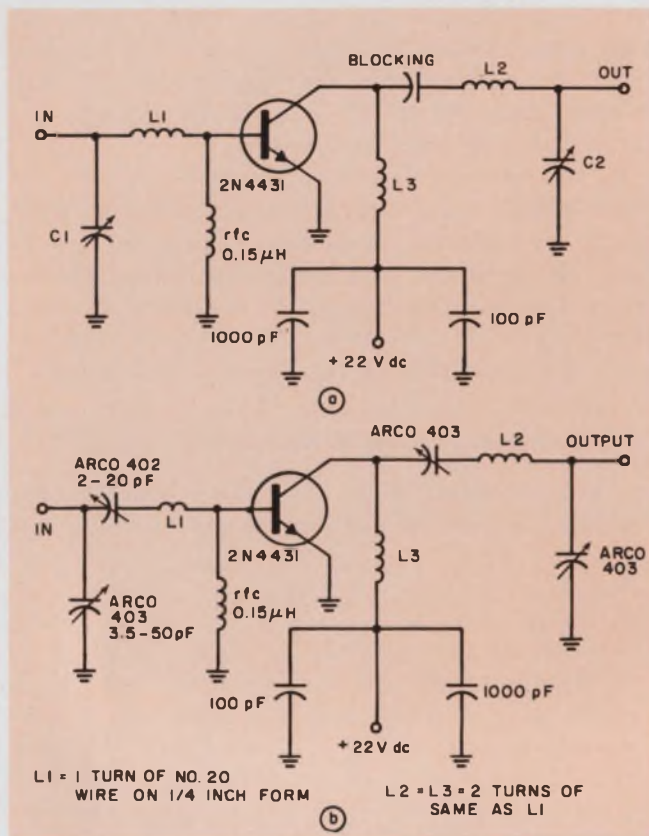 BLOCKING
L2
OUT
IN
L1
2N4431
C2
L3
C1
rfc
0.15μH
1000 pF
100 pF
+ 22 V dc
a
ARCO 403
L2
OUTPUT
ARCO 402
2-20 pF
IN
L1
2N4431
L3
ARCO
403
ARCO
403
3.5-50 pF
rfc
0.15μH
100 pF
1000 pF
+ 22V dc
L1 = 1 TURN OF NO. 20
WIRE ON 1/4 INCH FORM
L2 = L3 = 2 TURNS OF
SAME AS L1
b